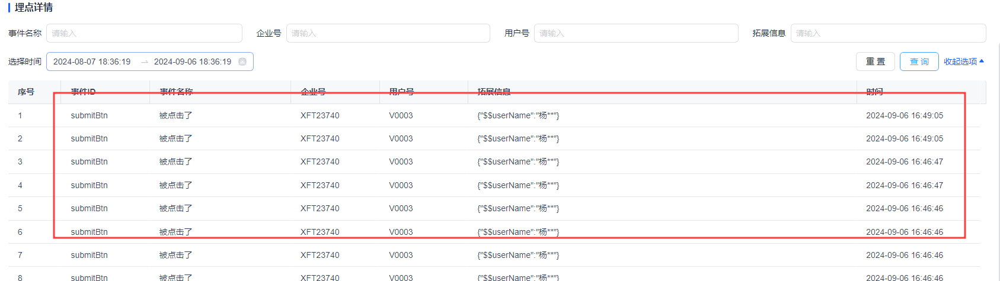 埋点详情
事件名称 请输入 企业号 请输入 用户号 请输入 拓展信息 请输入
选择时间 2024-08-07 18:36:19 → 2024-09-06 18:36:19 重 置 查 询 收起选项
序号 事件ID 事件名称 企业号 用户号 拓展信息 时间
1 submitBtn 被点击了 XFT23740 V0003 {"$$userName":"杨**"} 2024-09-06 16:49:05
2 submitBtn 被点击了 XFT23740 V0003 {"$$userName":"杨**"} 2024-09-06 16:49:05
3 submitBtn 被点击了 XFT23740 V0003 {"$$userName":"杨**"} 2024-09-06 16:46:47
4 submitBtn 被点击了 XFT23740 V0003 {"$$userName":"杨**"} 2024-09-06 16:46:47
5 submitBtn 被点击了 XFT23740 V0003 {"$$userName":"杨**"} 2024-09-06 16:46:46
6 submitBtn 被点击了 XFT23740 V0003 {"$$userName":"杨**"} 2024-09-06 16:46:46
7 submitBtn 被点击了 XFT23740 V0003 {"$$userName":"杨**"} 2024-09-06 16:46:46
8 submitBtn 被点击了 XFT23740 V0003 {"$$userName":"杨**"} 2024-09-06 16:46:46